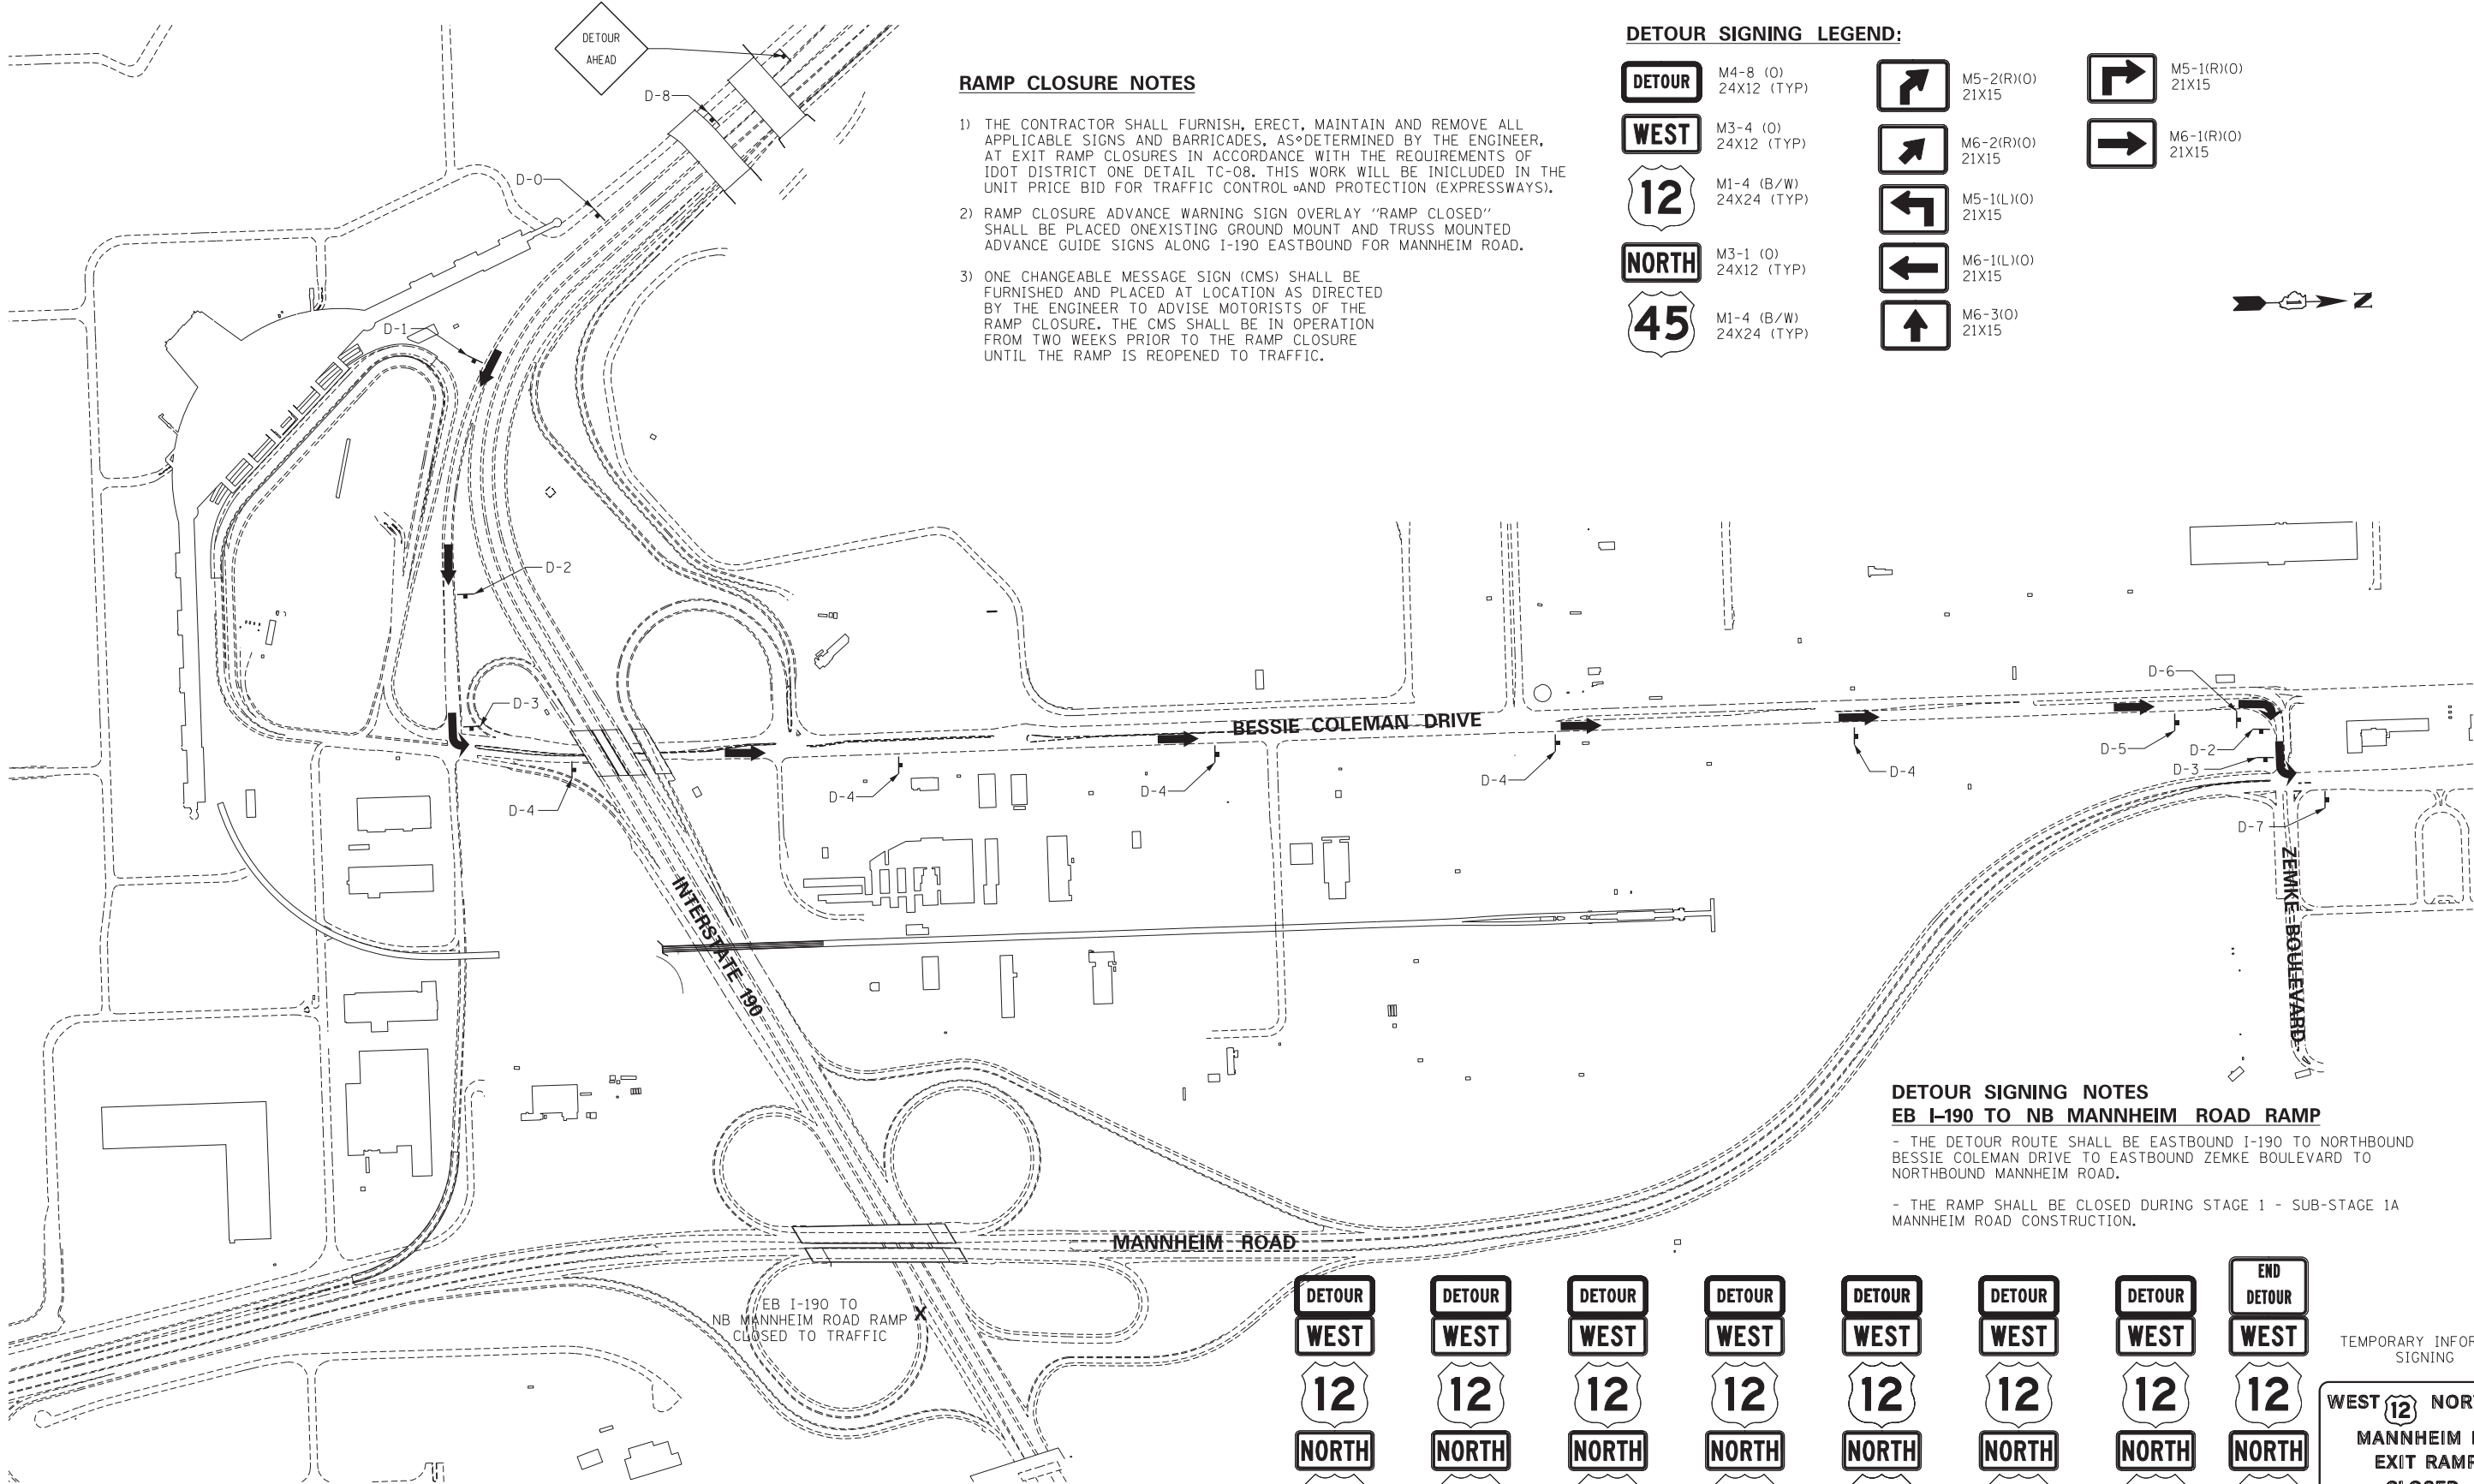 DETOUR
AHEAD
D-8
D-0
D-1
D-2
D-3
D-4
D-4
D-4
D-4
D-4
D-5
D-6
D-2
D-3
D-7
RAMP CLOSURE NOTES
1) THE CONTRACTOR SHALL FURNISH, ERECT, MAINTAIN AND REMOVE ALL
APPLICABLE SIGNS AND BARRICADES, AS DETERMINED BY THE ENGINEER,
AT EXIT RAMP CLOSURES IN ACCORDANCE WITH THE REQUIREMENTS OF
IDOT DISTRICT ONE DETAIL TC-08. THIS WORK WILL BE INICLUDED IN THE
UNIT PRICE BID FOR TRAFFIC CONTROL AND PROTECTION (EXPRESSWAYS).
2) RAMP CLOSURE ADVANCE WARNING SIGN OVERLAY "RAMP CLOSED"
SHALL BE PLACED ONEXISTING GROUND MOUNT AND TRUSS MOUNTED
ADVANCE GUIDE SIGNS ALONG I-190 EASTBOUND FOR MANNHEIM ROAD.
3) ONE CHANGEABLE MESSAGE SIGN (CMS) SHALL BE
FURNISHED AND PLACED AT LOCATION AS DIRECTED
BY THE ENGINEER TO ADVISE MOTORISTS OF THE
RAMP CLOSURE. THE CMS SHALL BE IN OPERATION
FROM TWO WEEKS PRIOR TO THE RAMP CLOSURE
UNTIL THE RAMP IS REOPENED TO TRAFFIC.
DETOUR SIGNING LEGEND:
DETOUR M4-8 (O)
24X12 (TYP)
WEST M3-4 (O)
24X12 (TYP)
12 M1-4 (B/W)
24X24 (TYP)
NORTH M3-1 (O)
24X12 (TYP)
45 M1-4 (B/W)
24X24 (TYP)
M5-2(R)(O)
21X15
M6-2(R)(O)
21X15
M5-1(L)(O)
21X15
M6-1(L)(O)
21X15
M6-3(O)
21X15
M5-1(R)(O)
21X15
M6-1(R)(O)
21X15
N
BESSIE COLEMAN DRIVE
INTERSTATE 190
ZEMKE BOULEVARD
MANNHEIM ROAD
EB I-190 TO
NB MANNHEIM ROAD RAMP X
CLOSED TO TRAFFIC
DETOUR SIGNING NOTES
EB I-190 TO NB MANNHEIM ROAD RAMP
- THE DETOUR ROUTE SHALL BE EASTBOUND I-190 TO NORTHBOUND
BESSIE COLEMAN DRIVE TO EASTBOUND ZEMKE BOULEVARD TO
NORTHBOUND MANNHEIM ROAD.
- THE RAMP SHALL BE CLOSED DURING STAGE 1 - SUB-STAGE 1A
MANNHEIM ROAD CONSTRUCTION.
DETOUR DETOUR DETOUR DETOUR DETOUR DETOUR DETOUR END
DETOUR
WEST WEST WEST WEST WEST WEST WEST WEST
12 12 12 12 12 12 12 12
NORTH NORTH NORTH NORTH NORTH NORTH NORTH NORTH
TEMPORARY
SIGNING
WEST 12
MANNHEIM
EXIT RAMP